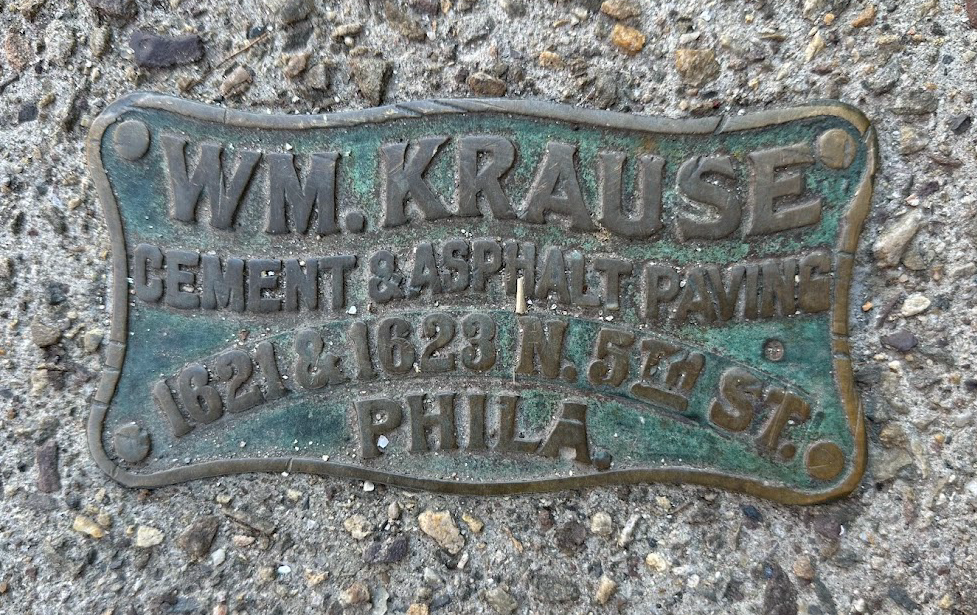 WM. KRAUSE
CEMENT & ASPHALT PAVING
1621 & 1623 N. 5TH ST.
PHILA.